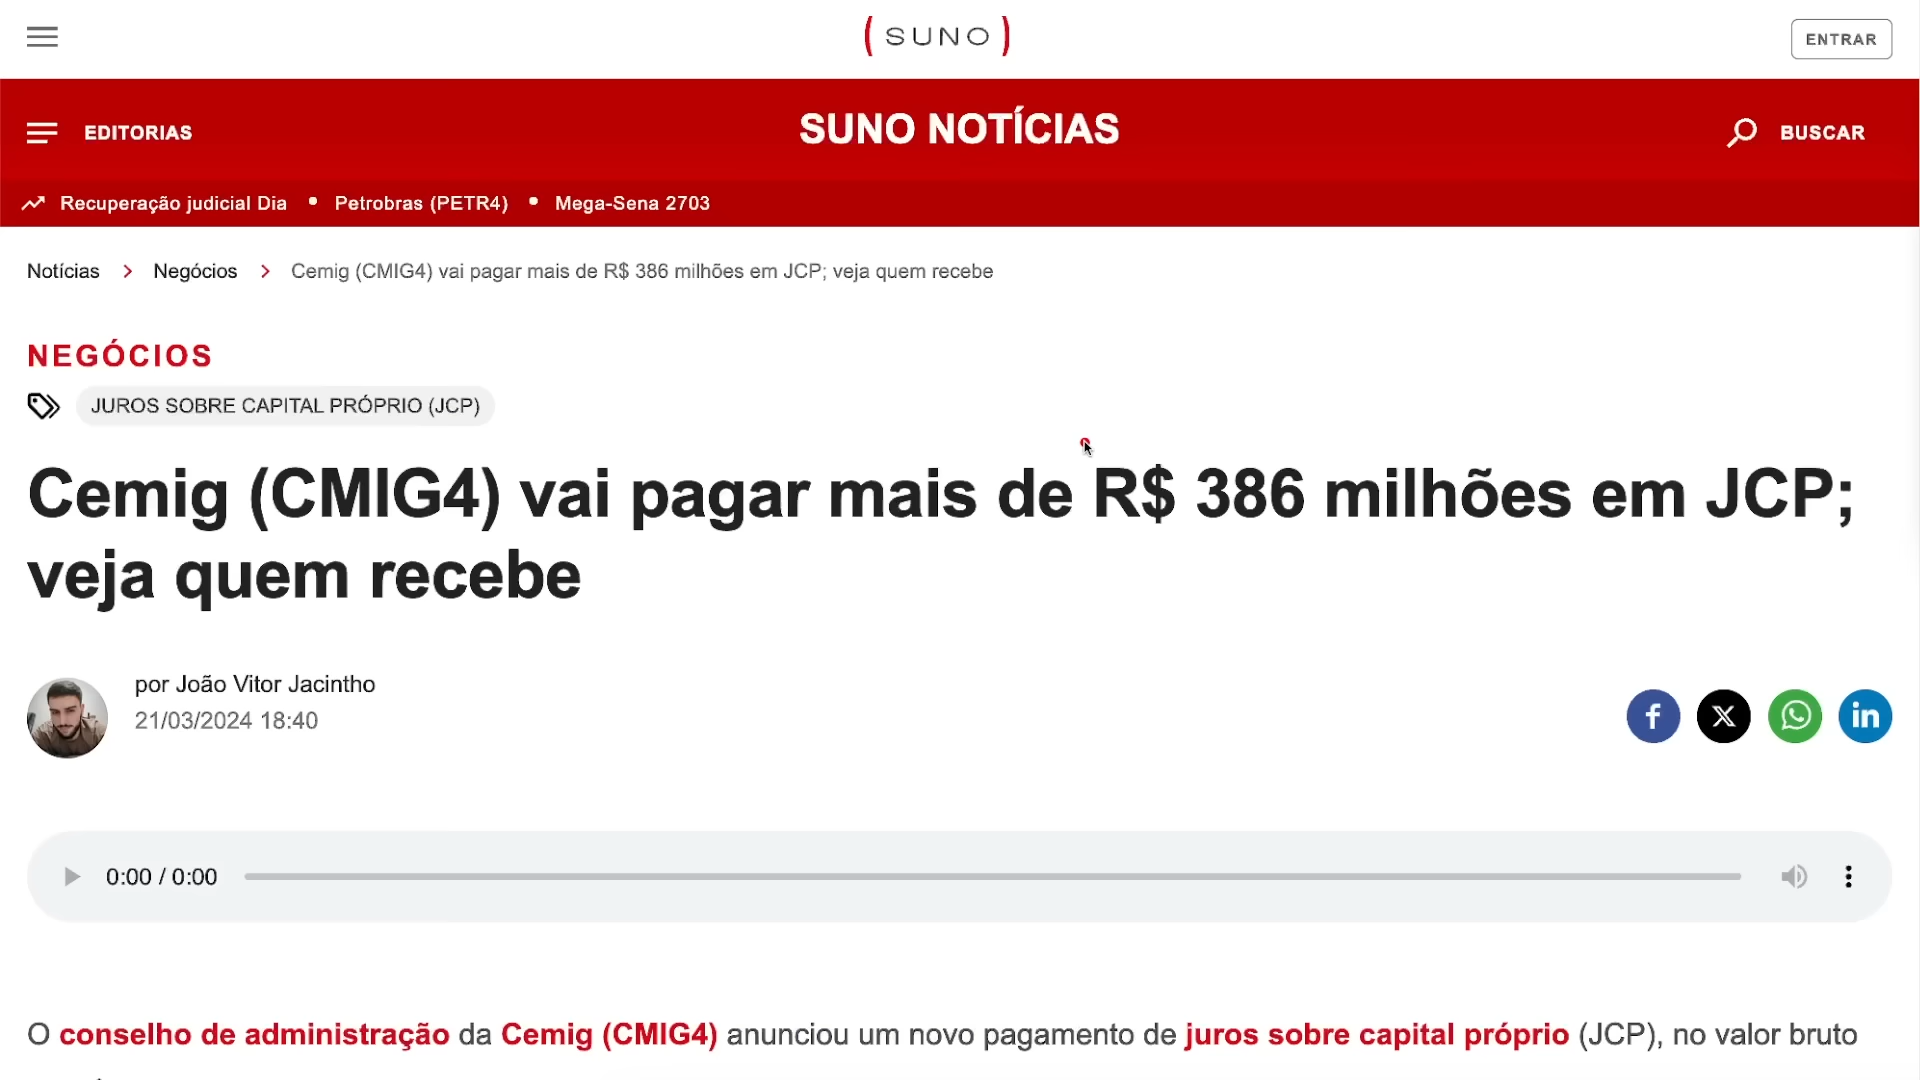 ( SUNO )
ENTRAR
EDITORIAS
SUNO NOTÍCIAS
BUSCAR
Recuperação judicial Dia • Petrobras (PETR4) • Mega-Sena 2703
Notícias > Negócios > Cemig (CMIG4) vai pagar mais de R$ 386 milhões em JCP; veja quem recebe
NEGÓCIOS
JUROS SOBRE CAPITAL PRÓPRIO (JCP)
Cemig (CMIG4) vai pagar mais de R$ 386 milhões em JCP;
veja quem recebe
por João Vitor Jacintho
21/03/2024 18:40
0:00 / 0:00
O conselho de administração da Cemig (CMIG4) anunciou um novo pagamento de juros sobre capital próprio (JCP), no valor bruto